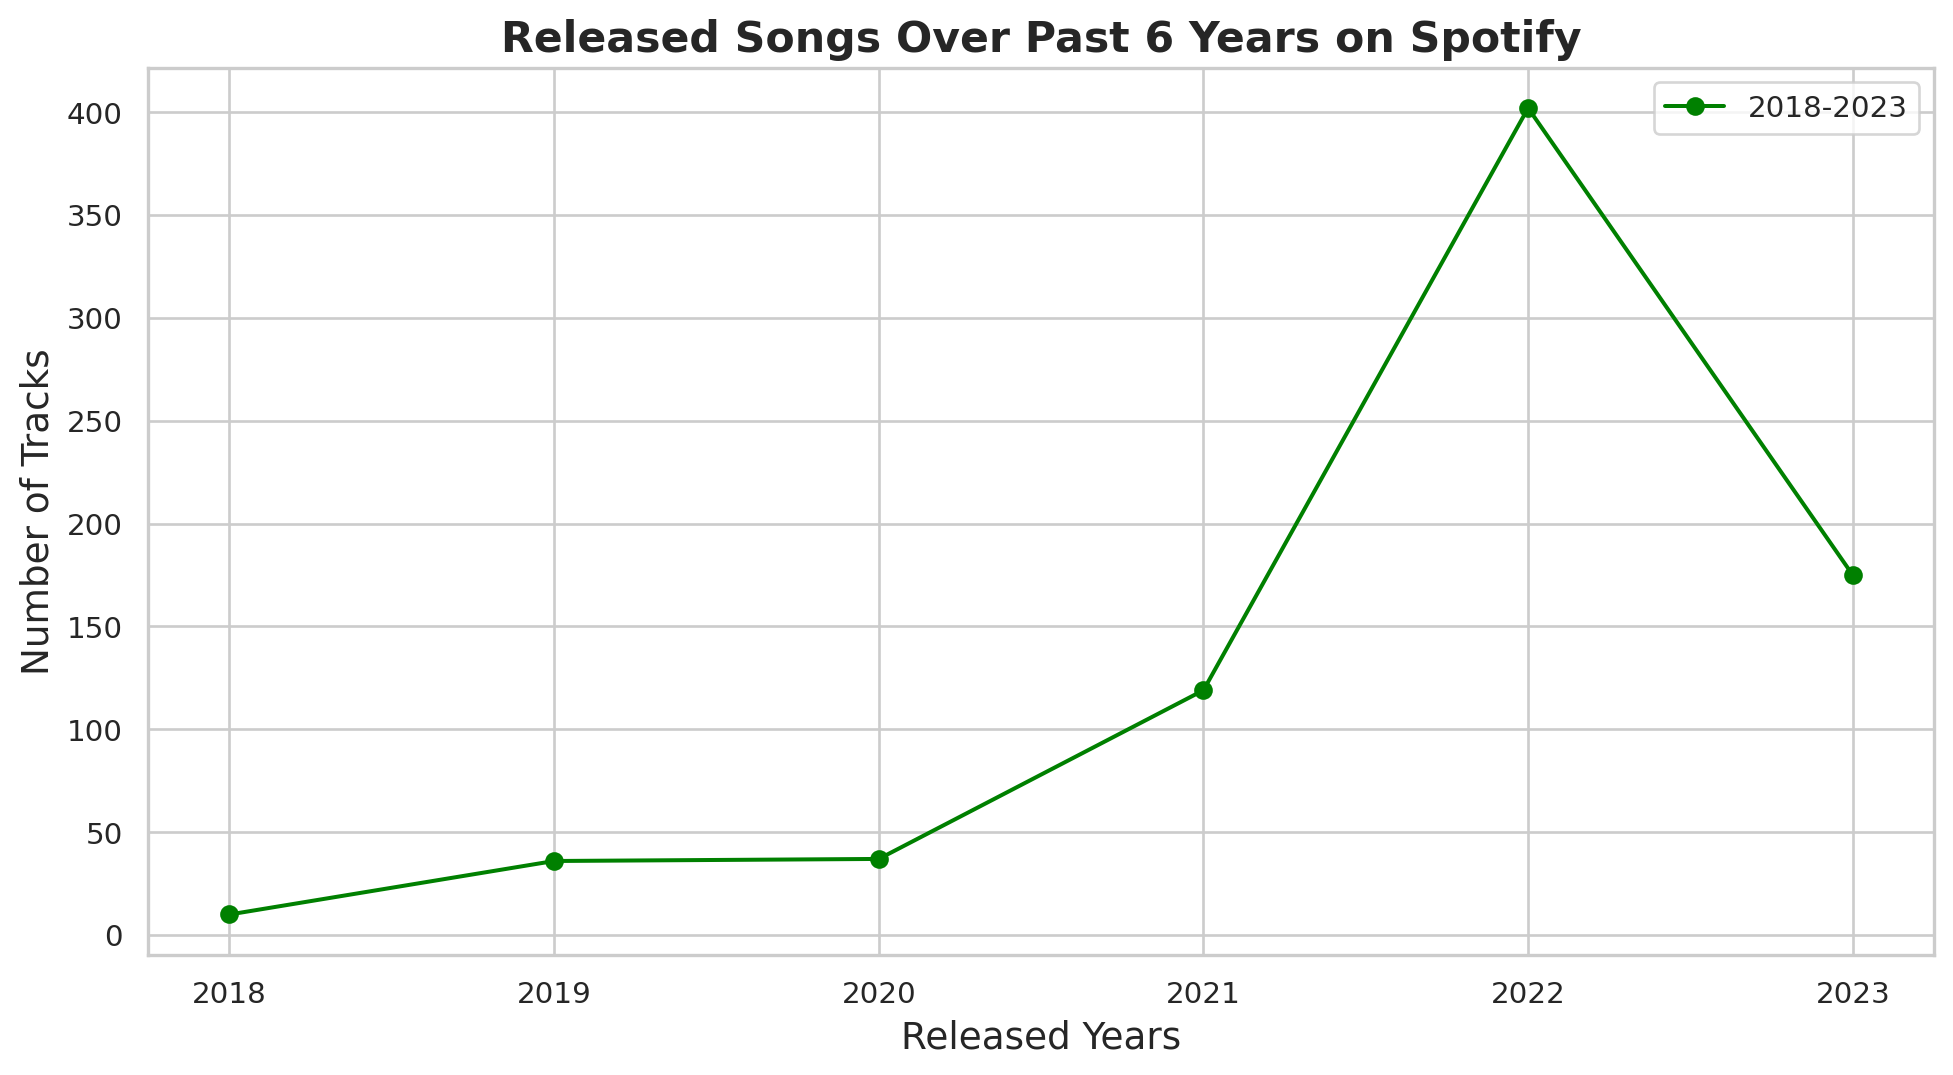 Released Songs Over Past 6 Years on Spotify
2018-2023
400
350
300
250
200
150
100
50
0
Number of Tracks
2018 2019 2020 2021 2022 2023
Released Years